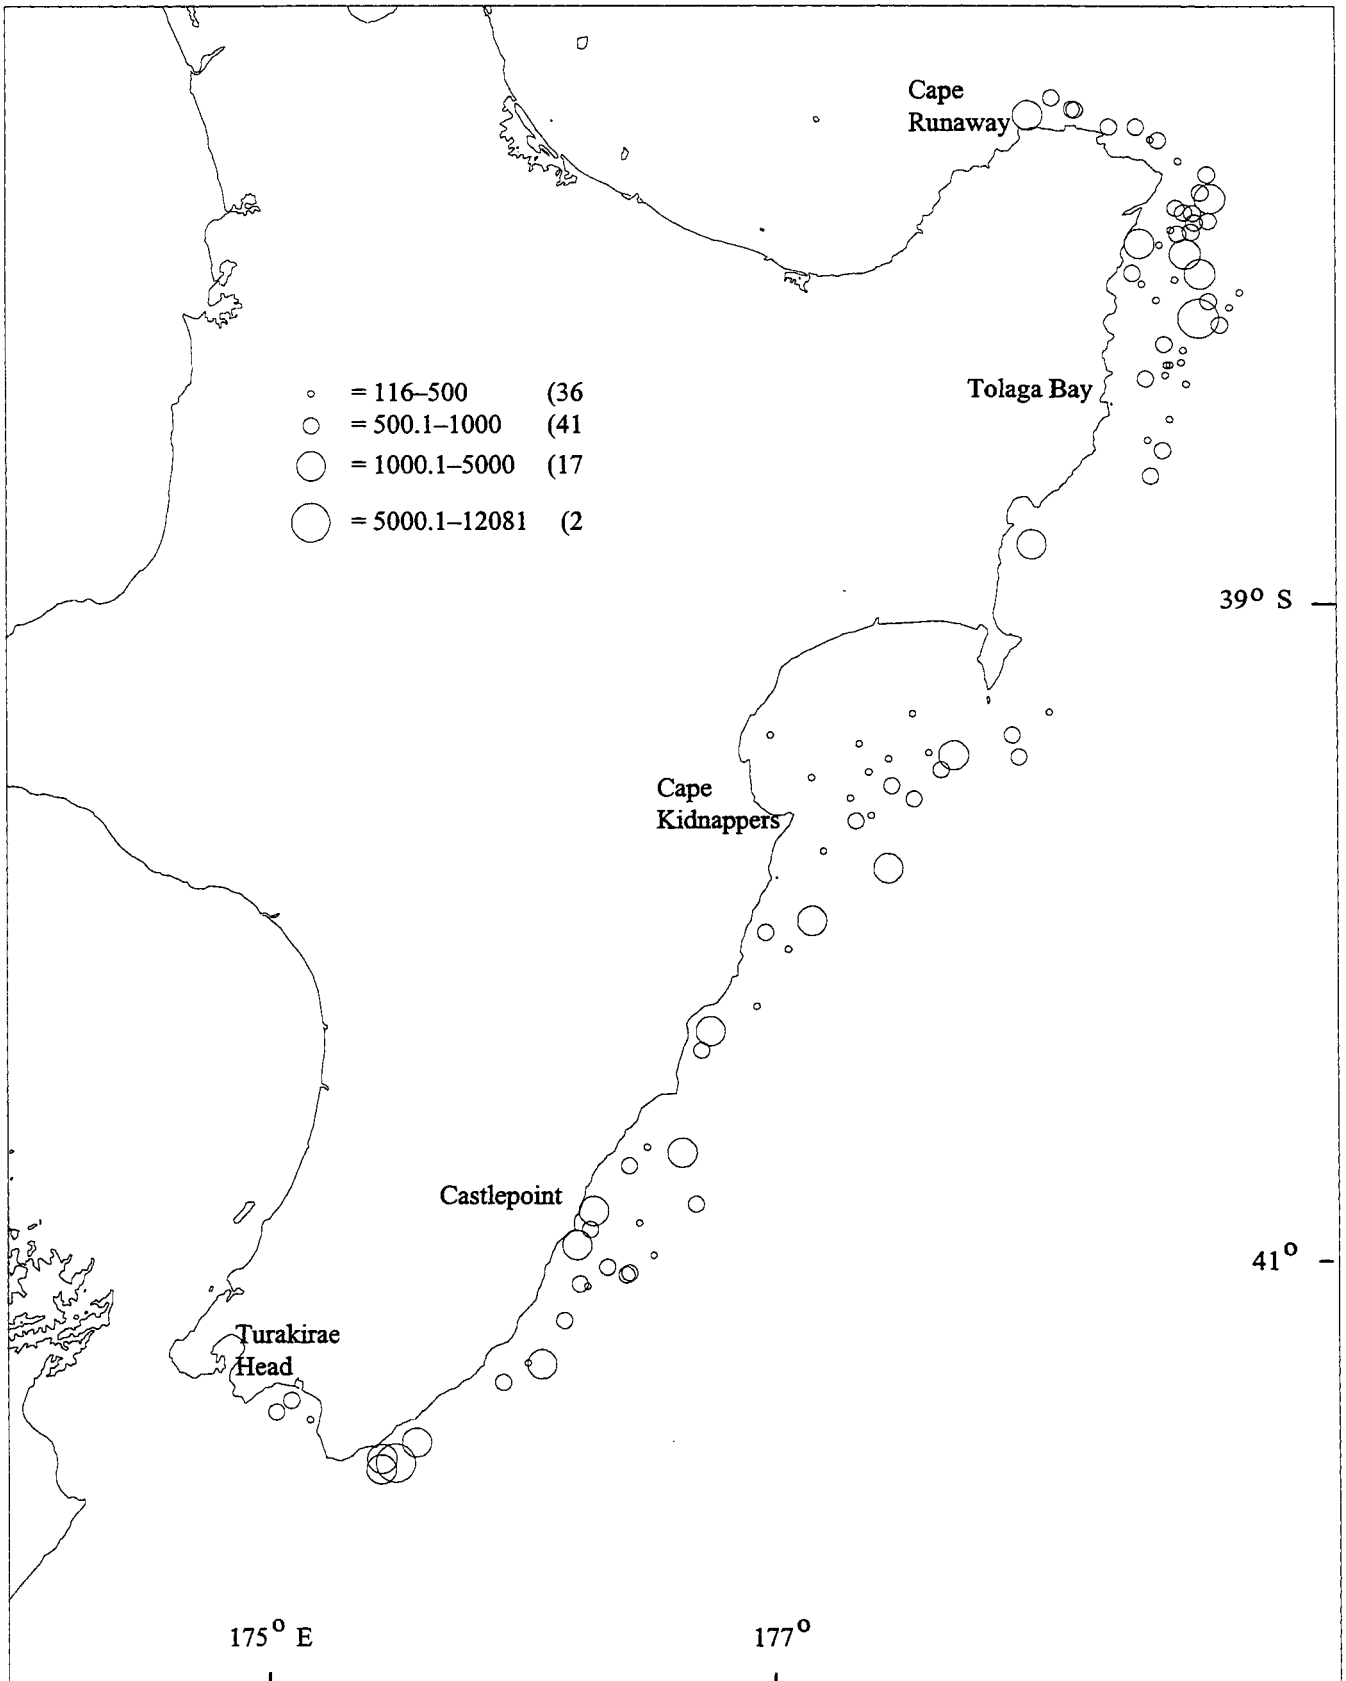 Cape
Runaway
= 116–500 (36
= 500.1–1000 (41
Tolaga Bay
= 1000.1–5000 (17
= 5000.1–12081 (2
39° S
Cape
Kidnappers
Castlepoint
41°
Turakirae
Head
175° E
177°